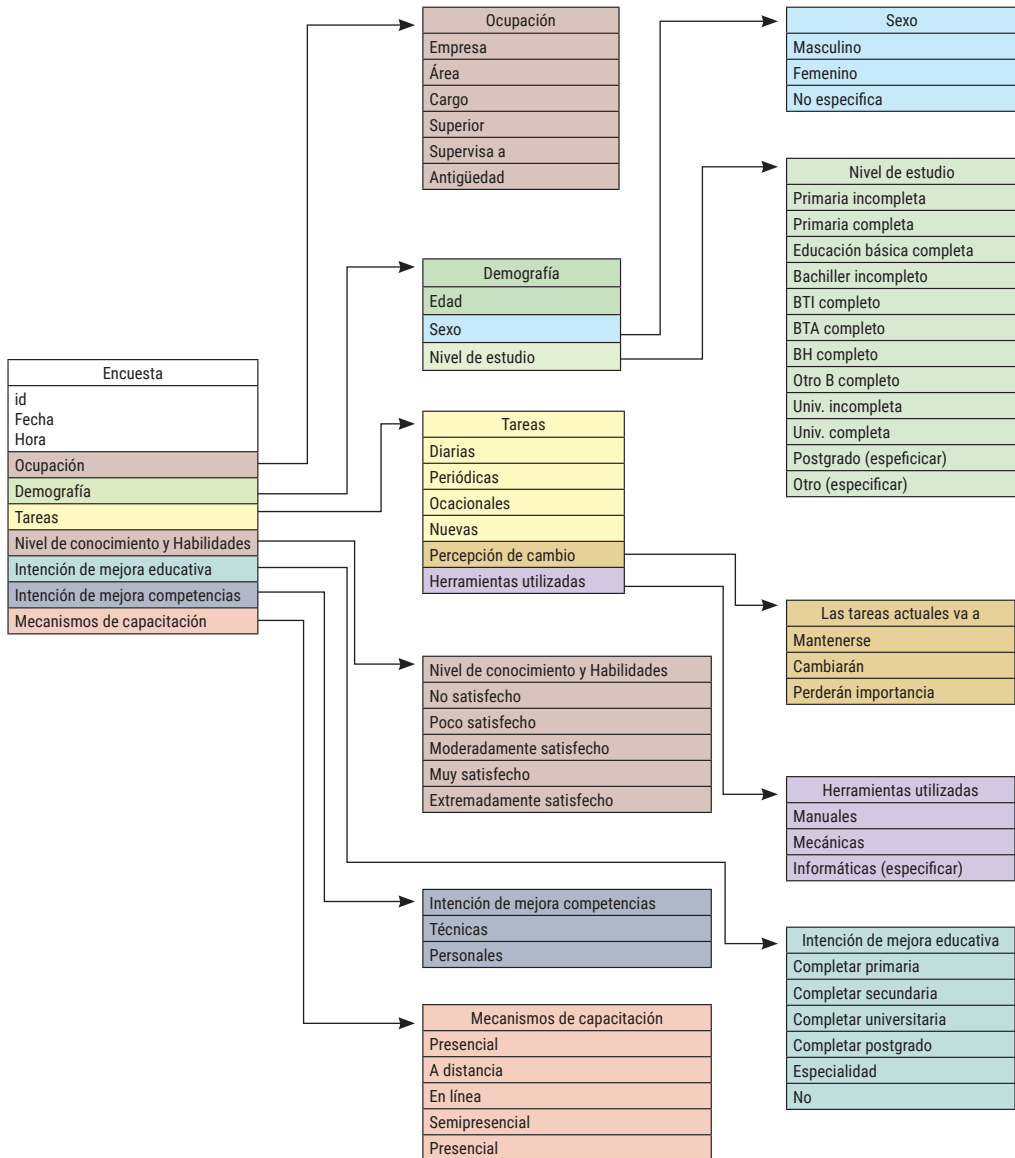 Encuesta
id
Fecha
Hora
Ocupación
Demografía
Tareas
Nivel de conocimiento y Habilidades
Intención de mejora educativa
Intención de mejora competencias
Mecanismos de capacitación
Ocupación
Empresa
Área
Cargo
Superior
Supervisa a
Antigüedad
Demografía
Edad
Sexo
Nivel de estudio
Tareas
Diarias
Periódicas
Ocacionales
Nuevas
Percepción de cambio
Herramientas utilizadas
Nivel de conocimiento y Habilidades
No satisfecho
Poco satisfecho
Moderadamente satisfecho
Muy satisfecho
Extremadamente satisfecho
Intención de mejora competencias
Técnicas
Personales
Mecanismos de capacitación
Presencial
A distancia
En línea
Semipresencial
Presencial
Sexo
Masculino
Femenino
No especifica
Nivel de estudio
Primaria incompleta
Primaria completa
Educación básica completa
Bachiller incompleto
BTI completo
BTA completo
BH completo
Otro B completo
Univ. incompleta
Univ. completa
Postgrado (espeficicar)
Otro (especificar)
Las tareas actuales va a
Mantenerse
Cambiarán
Perderán importancia
Herramientas utilizadas
Manuales
Mecánicas
Informáticas (especificar)
Intención de mejora educativa
Completar primaria
Completar secundaria
Completar universitaria
Completar postgrado
Especialidad
No